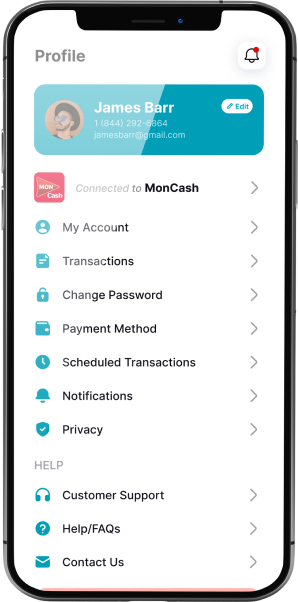 Profile
James Barr
Edit
1 (844) 292-6864
jamesbarr@gmail.com
MON
Cash
Connected to MonCash
My Account
Transactions
Change Password
Payment Method
Scheduled Transactions
Notifications
Privacy
HELP
Customer Support
Help/FAQs
Contact Us